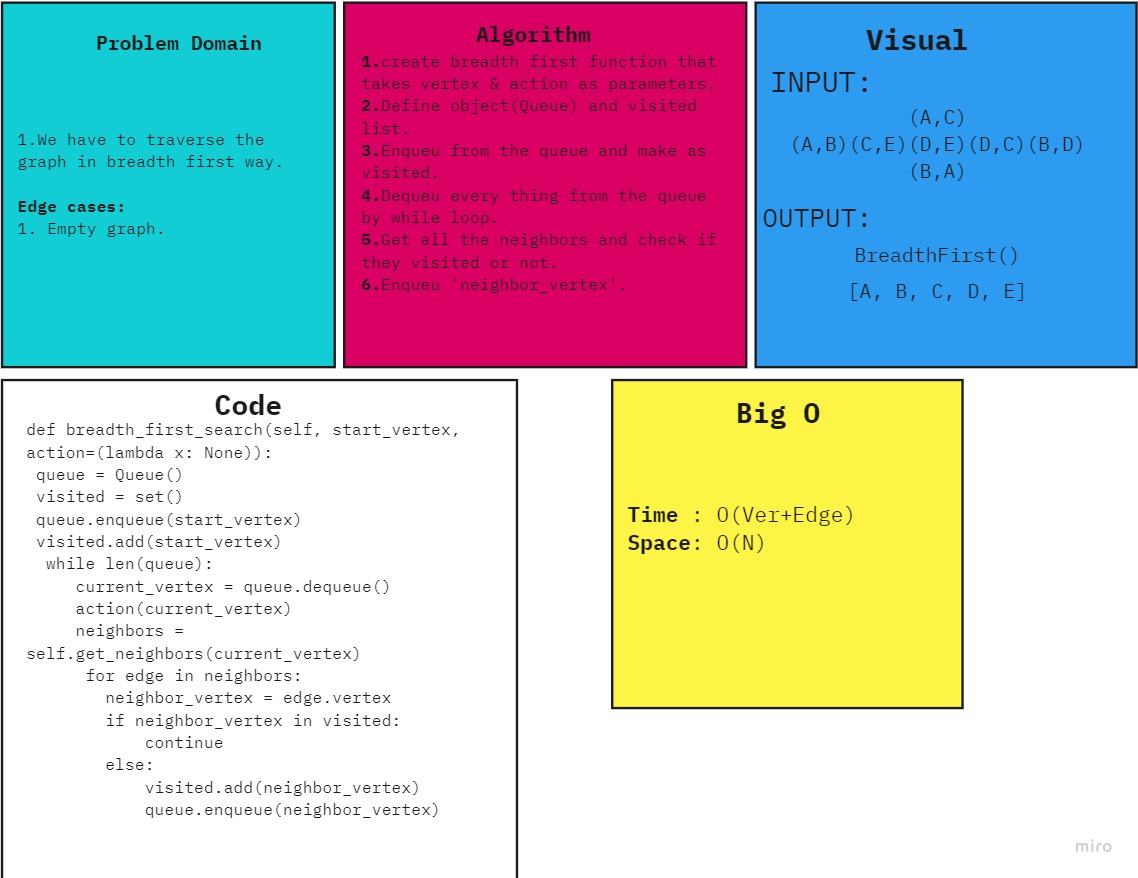 Problem Domain
1.We have to traverse the
graph in breadth first way.
Edge cases:
1. Empty graph.
Algorithm
1.create breadth first function that
takes vertex & action as parameters.
2.Define object(Queue) and visited
list.
3.Enqueu from the queue and make as
visited.
4.Dequeu every thing from the queue
by while loop.
5.Get all the neighbors and check if
they visited or not.
6.Enqueu 'neighbor_vertex'.
Visual
INPUT:
(A,C)
(A,B)(C,E)(D,E)(D,C)(B,D)
(B,A)
OUTPUT:
BreadthFirst()
[A, B, C, D, E]
Code
def breadth_first_search(self, start_vertex,
action=(lambda x: None)):
queue = Queue()
visited = set()
queue.enqueue(start_vertex)
visited.add(start_vertex)
while len(queue):
current_vertex = queue.dequeue()
action(current_vertex)
neighbors =
self.get_neighbors(current_vertex)
for edge in neighbors:
neighbor_vertex = edge.vertex
if neighbor_vertex in visited:
continue
else:
visited.add(neighbor_vertex)
queue.enqueue(neighbor_vertex)
Big O
Time : O(Ver+Edge)
Space: O(N)
miro